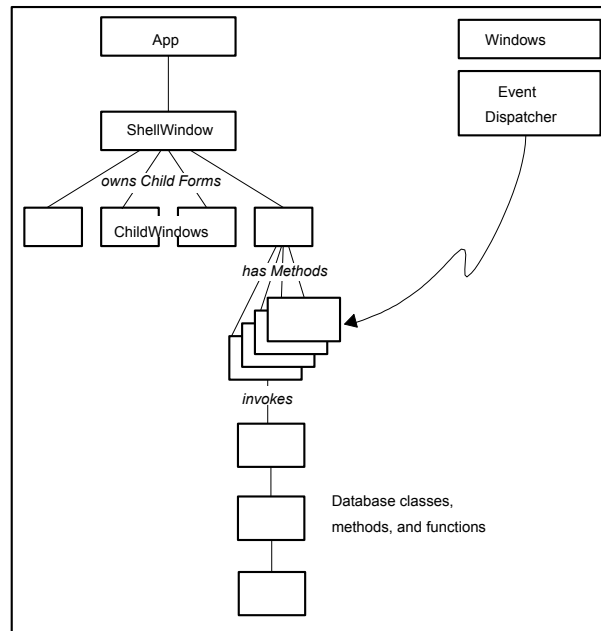 App
Windows
Event
Dispatcher
ShellWindow
owns Child Forms
ChildWindows
has Methods
invokes
Database classes,
methods, and functions